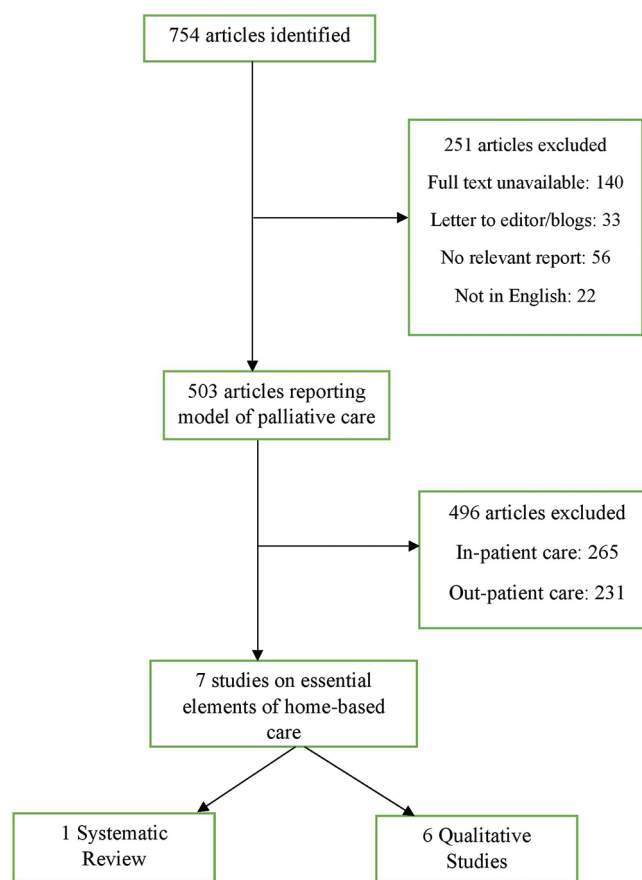 754 articles identified
251 articles excluded
Full text unavailable: 140
Letter to editor/blogs: 33
No relevant report: 56
Not in English: 22
503 articles reporting
model of palliative care
496 articles excluded
In-patient care: 265
Out-patient care: 231
7 studies on essential
elements of home-based
care
1 Systematic
Review
6 Qualitative
Studies